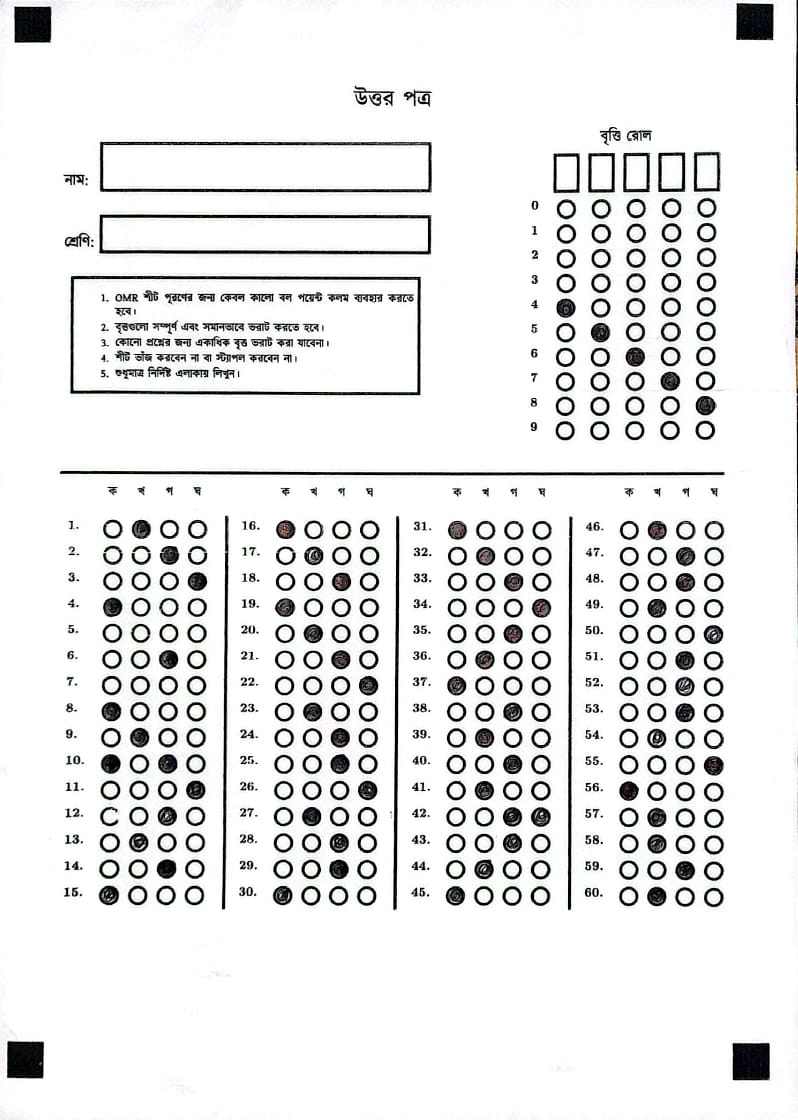 উত্তর পত্র
বৃত্তি রোল
নাম:
শ্রেণি:
0
1
2
3
4
5
6
7
8
9
1. OMR শীট পূরণের জন্য কেবল কালো বল পয়েন্ট কলম ব্যবহার করতে
হবে।
2. বৃত্তগুলো সম্পূর্ণ এবং সমানভাবে ভরাট করতে হবে।
3. কোনো প্রশ্নের জন্য একাধিক বৃত্ত ভরাট করা যাবেনা।
4. শীট ভাঁজ করবেন না বা স্ট্যাপল করবেন না।
5. শুধুমাত্র নির্দিষ্ট এলাকায় লিখুন।
ক খ গ ঘ ক খ গ ঘ ক খ গ ঘ ক খ গ ঘ
1. 16. 31. 46.
2. 17. 32. 47.
3. 18. 33. 48.
4. 19. 34. 49.
5. 20. 35. 50.
6. 21. 36. 51.
7. 22. 37. 52.
8. 23. 38. 53.
9. 24. 39. 54.
10. 25. 40. 55.
11. 26. 41. 56.
12. 27. 42. 57.
13. 28. 43. 58.
14. 29. 44. 59.
15. 30. 45. 60.